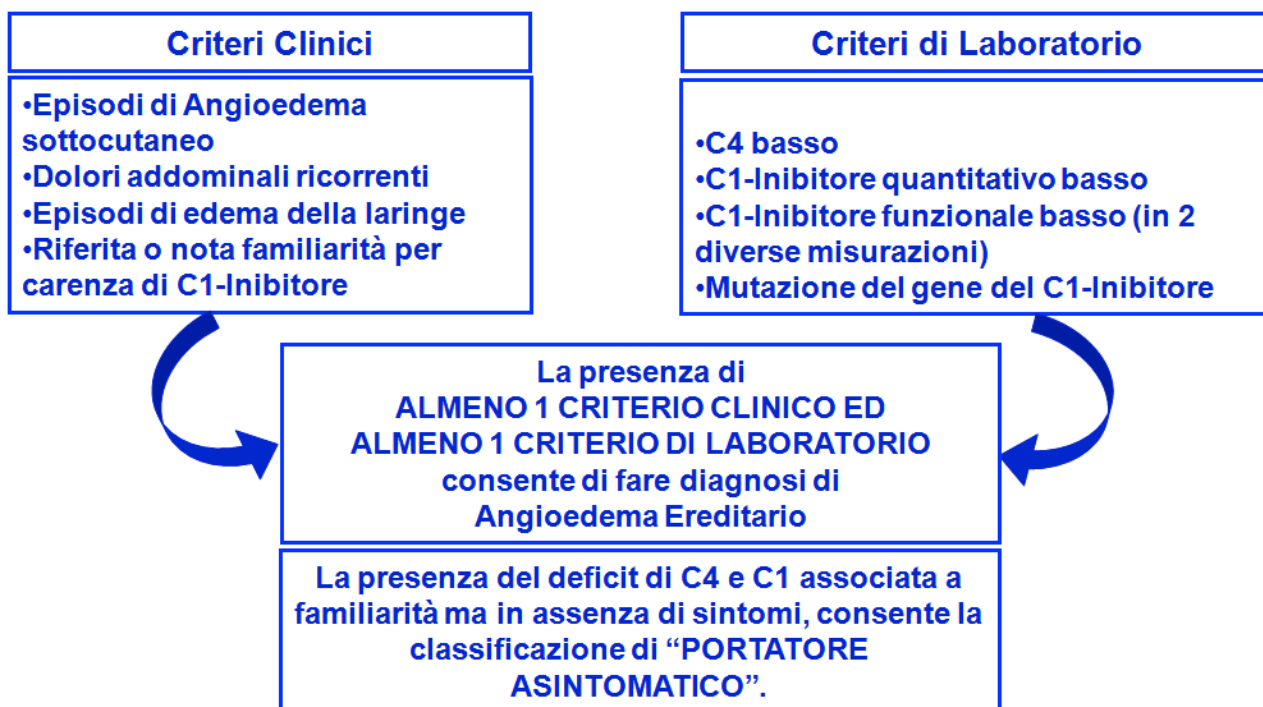 Criteri Clinici
•Episodi di Angioedema
sottocutaneo
•Dolori addominali ricorrenti
•Episodi di edema della laringe
•Riferita o nota familiarità per
carenza di C1-Inibitore
Criteri di Laboratorio
•C4 basso
•C1-Inibitore quantitativo basso
•C1-Inibitore funzionale basso (in 2
diverse misurazioni)
•Mutazione del gene del C1-Inibitore
La presenza di
ALMENO 1 CRITERIO CLINICO ED
ALMENO 1 CRITERIO DI LABORATORIO
consente di fare diagnosi di
Angioedema Ereditario
La presenza del deficit di C4 e C1 associata a
familiarità ma in assenza di sintomi, consente la
classificazione di “PORTATORE
ASINTOMATICO”.